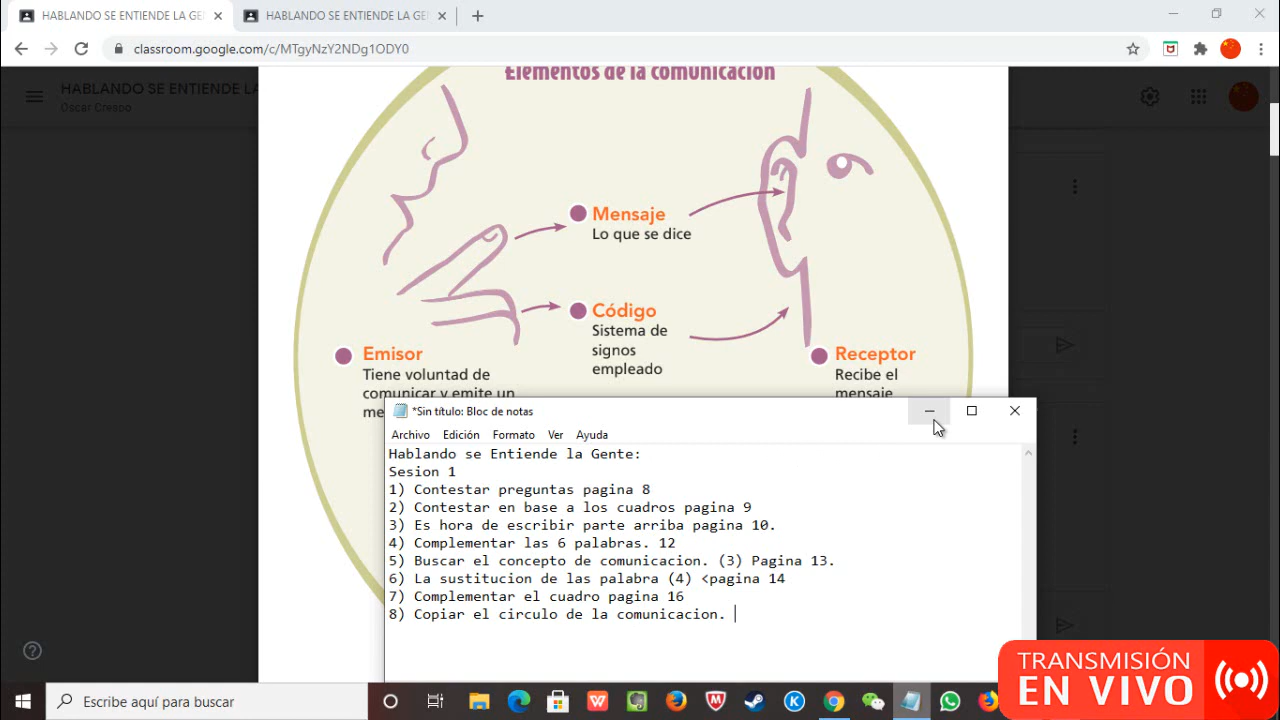 HABLANDO SE ENTIENDE LA GE
HABLANDO SE ENTIENDE LA GE
classroom.google.com/c/MTgyNzY2NDg1ODY0
HABLANDO SE ENTIENDE LA
Oscar Crespo
Elementos de la comunicación
Mensaje
Lo que se dice
Código
Sistema de
signos
empleado
Emisor
Tiene voluntad de
comunicar y emite un
Receptor
Recibe el
mensaje
*Sin título: Bloc de notas
Archivo Edición Formato Ver Ayuda
Hablando se Entiende la Gente:
Sesion 1
1) Contestar preguntas pagina 8
2) Contestar en base a los cuadros pagina 9
3) Es hora de escribir parte arriba pagina 10.
4) Complementar las 6 palabras. 12
5) Buscar el concepto de comunicacion. (3) Pagina 13.
6) La sustitucion de las palabra (4) <pagina 14
7) Complementar el cuadro pagina 16
8) Copiar el circulo de la comunicacion.
TRANSMISIÓN
EN VIVO
Escribe aquí para buscar